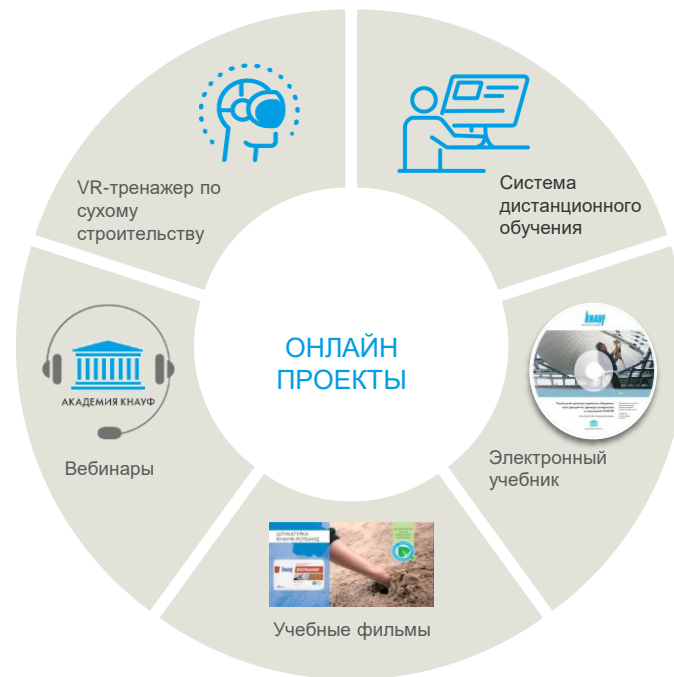 VR-тренажер по
сухому
строительству
Система
дистанционного
обучения
KNAUF
АКАДЕМИЯ КНАУФ
ОНЛАЙН
ПРОЕКТЫ
Вебинары
Электронный
учебник
ШТУКАТУРКА
КНАУФ-РОТБАНД
Учебные фильмы